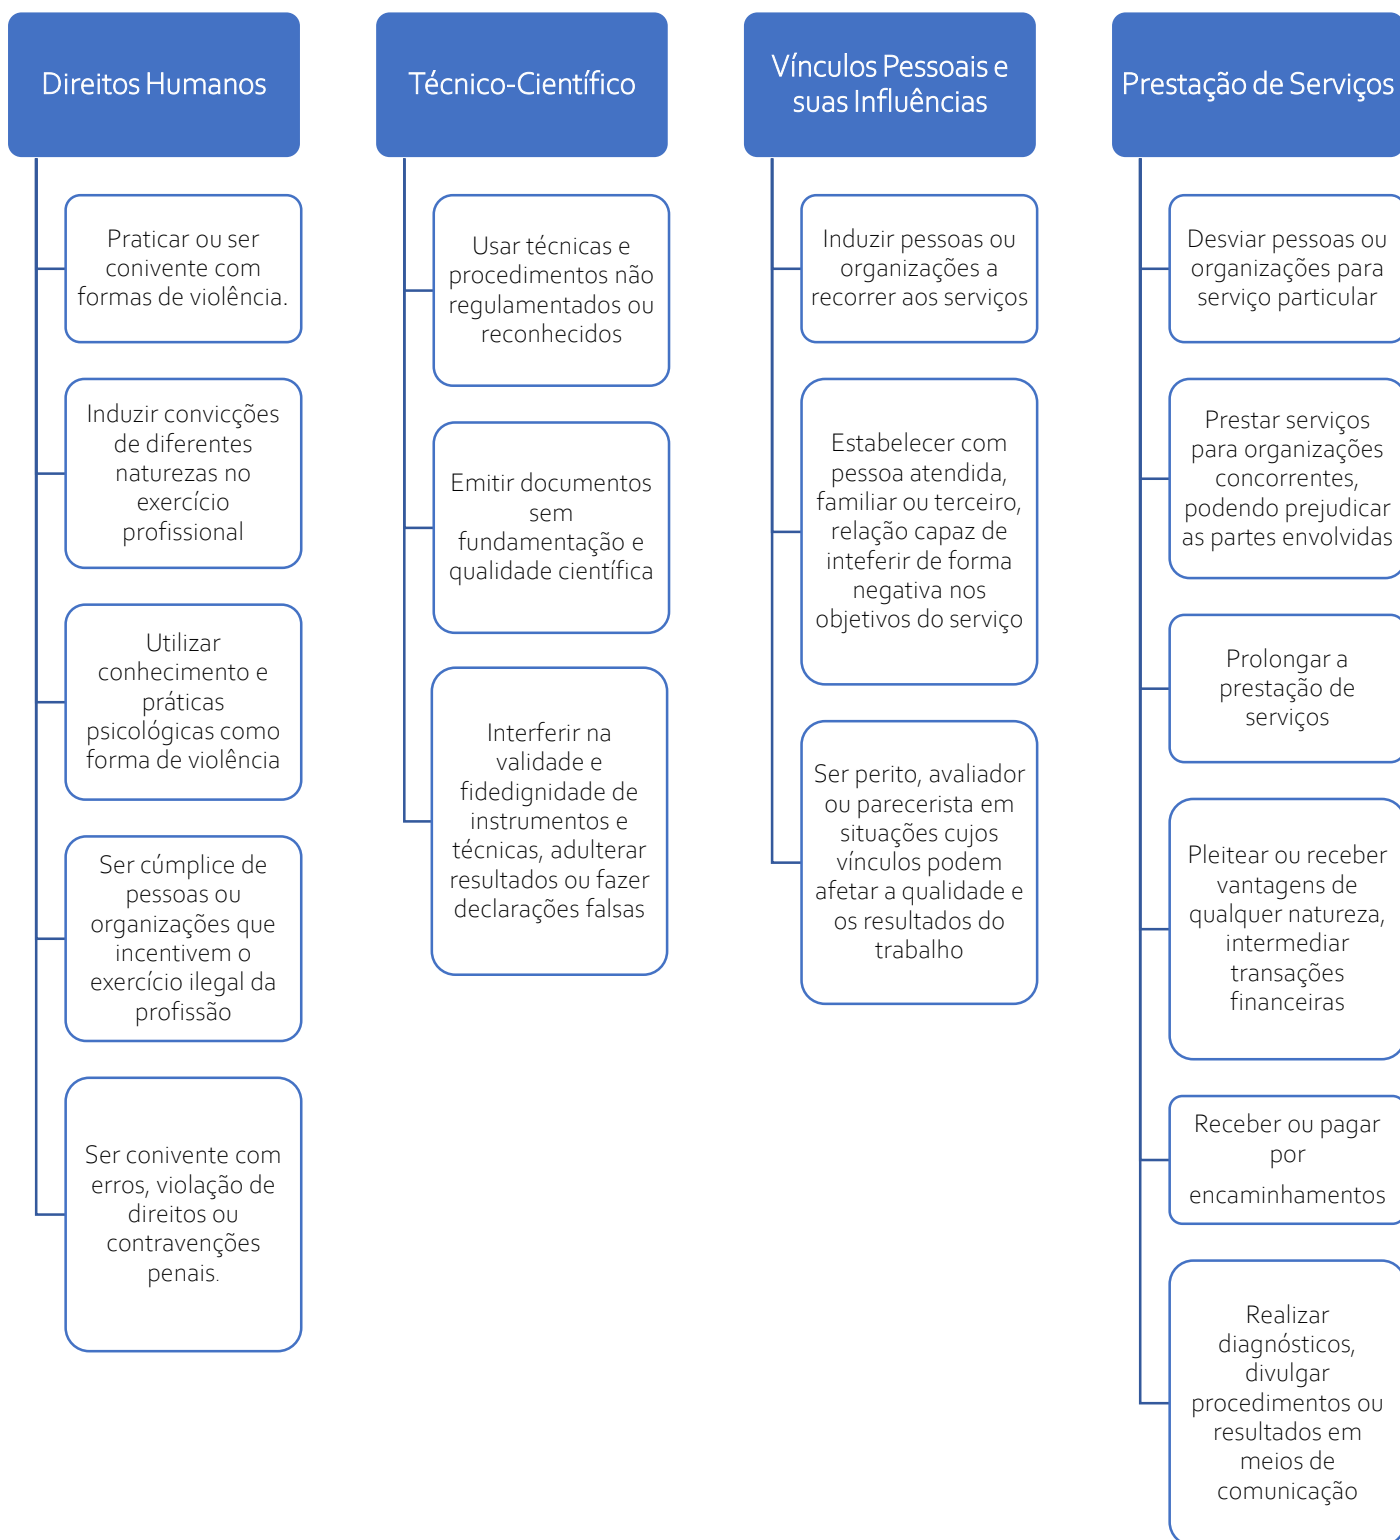 Direitos Humanos
Praticar ou ser
conivente com
formas de violência.
Induzir convicções
de diferentes
naturezas no
exercício
profissional
Utilizar
conhecimento e
práticas
psicológicas como
forma de violência
Ser cúmplice de
pessoas ou
organizações que
incentivem o
exercício ilegal da
profissão
Ser conivente com
erros, violação de
direitos ou
contravenções
penais.
Técnico-Científico
Usar técnicas e
procedimentos não
regulamentados ou
reconhecidos
Emitir documentos
sem
fundamentação e
qualidade científica
Interferir na
validade e
fidedignidade de
instrumentos e
técnicas, adulterar
resultados ou fazer
declarações falsas
Vínculos Pessoais e
suas Influências
Induzir pessoas ou
organizações a
recorrer aos serviços
Estabelecer com
pessoa atendida,
familiar ou terceiro,
relação capaz de
inteferir de forma
negativa nos
objetivos do serviço
Ser perito, avaliador
ou parecerista em
situações cujos
vínculos podem
afetar a qualidade e
os resultados do
trabalho
Prestação de Serviços
Desviar pessoas ou
organizações para
serviço particular
Prestar serviços
para organizações
concorrentes,
podendo prejudicar
as partes envolvidas
Prolongar a
prestação de
serviços
Pleitear ou receber
vantagens de
qualquer natureza,
intermediar
transações
financeiras
Receber ou pagar
por
encaminhamentos
Realizar
diagnósticos,
divulgar
procedimentos ou
resultados em
meios de
comunicação